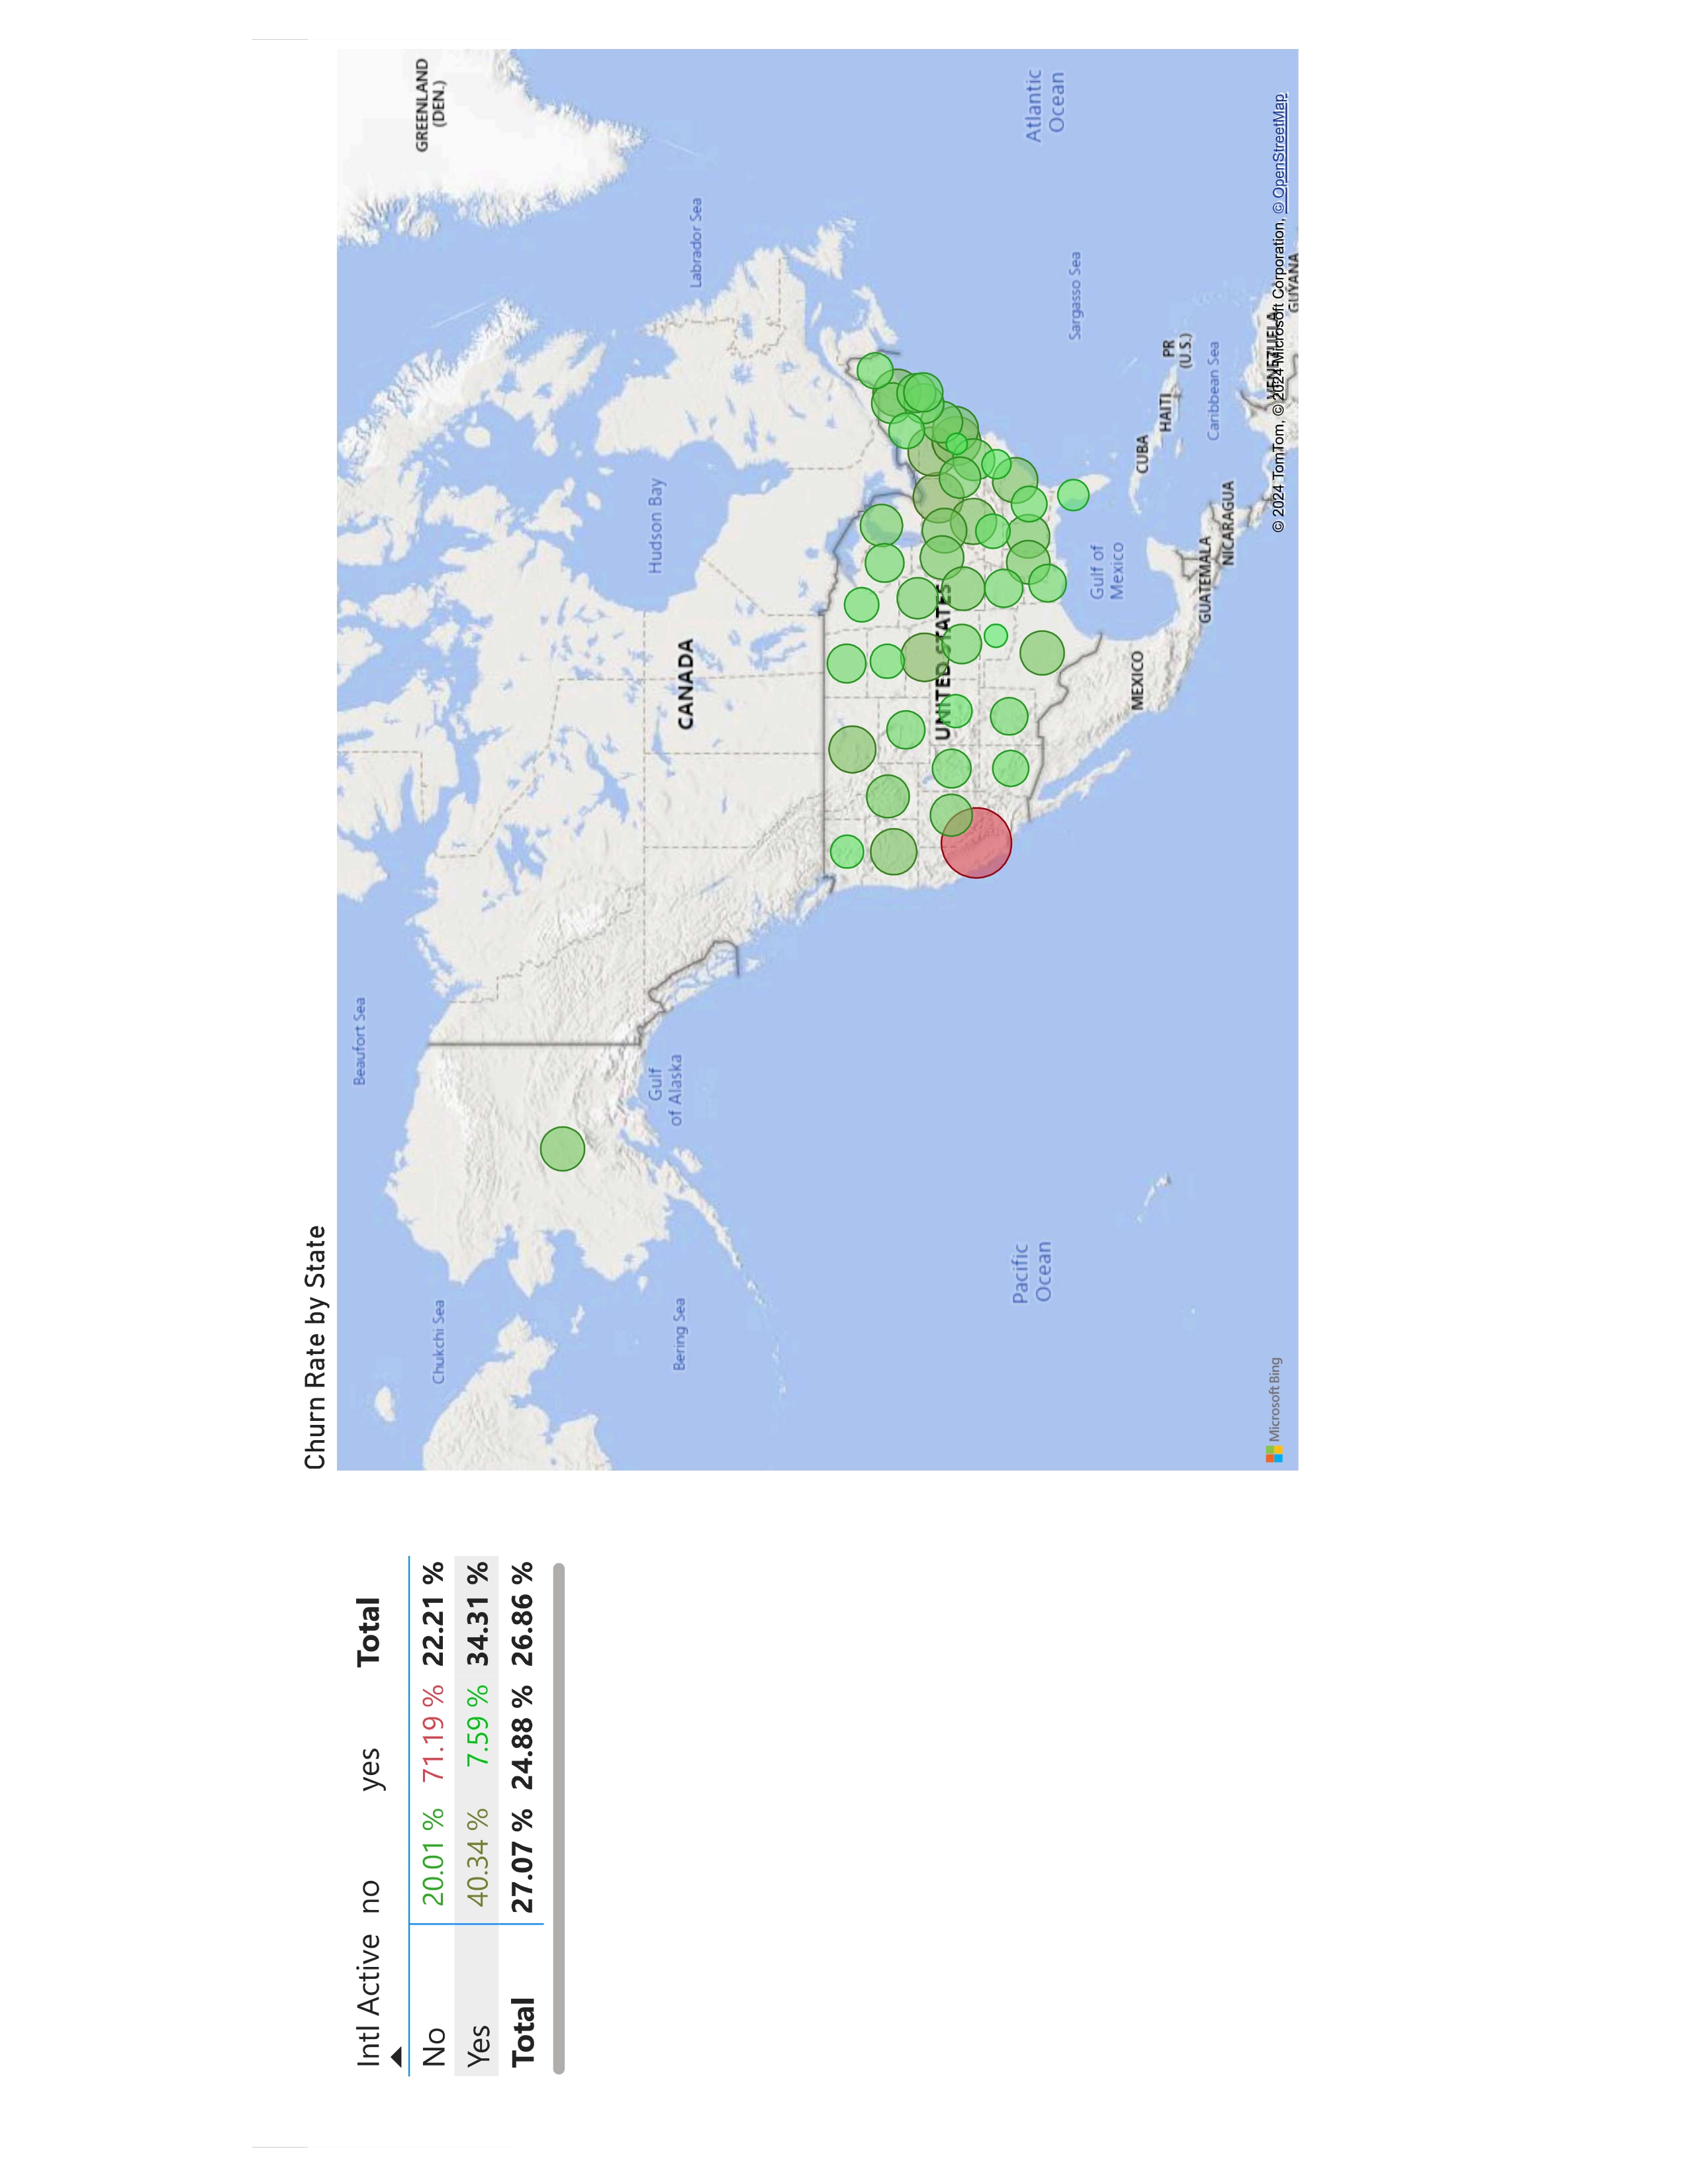 Churn Rate by State
Intl Active no yes Total
No 20.01 % 71.19 % 22.21 %
Yes 40.34 % 7.59 % 34.31 %
Total 27.07 % 24.88 % 26.86 %
Beaufort Sea
Chukchi Sea
GREENLAND
(DEN.)
Gulf
of Alaska
Bering Sea
Hudson Bay
CANADA
Labrador Sea
UNITED STATES
Pacific
Ocean
Atlantic
Ocean
Sargasso Sea
Gulf of
Mexico
MEXICO
CUBA
HAITI
PR
(U.S.)
GUATEMALA
Caribbean Sea
NICARAGUA
Microsoft Bing
VENEZUELA
© 2024 TomTom, © 2024 Microsoft Corporation, © OpenStreetMap
GUYANA